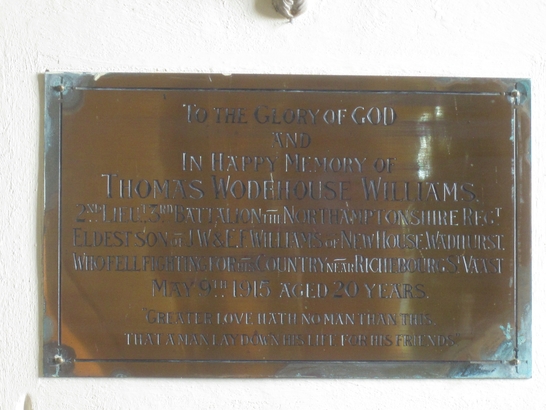 TO THE GLORY OF GOD
AND
IN HAPPY MEMORY OF
THOMAS WODEHOUSE WILLIAMS.
2ND LIEUT, 3RD BATTALION THE NORTHAMPTONSHIRE REGT
ELDEST SON OF J.W & E.E WILLIAMS OF NEW HOUSE, WADHURST,
WHO FELL FIGHTING FOR HIS COUNTRY NEAR RICHEBOURG ST VAAST
MAY 9TH 1915 AGED 20 YEARS.
"GREATER LOVE HATH NO MAN THAN THIS,
THAT A MAN LAY DOWN HIS LIFE FOR HIS FRIENDS"